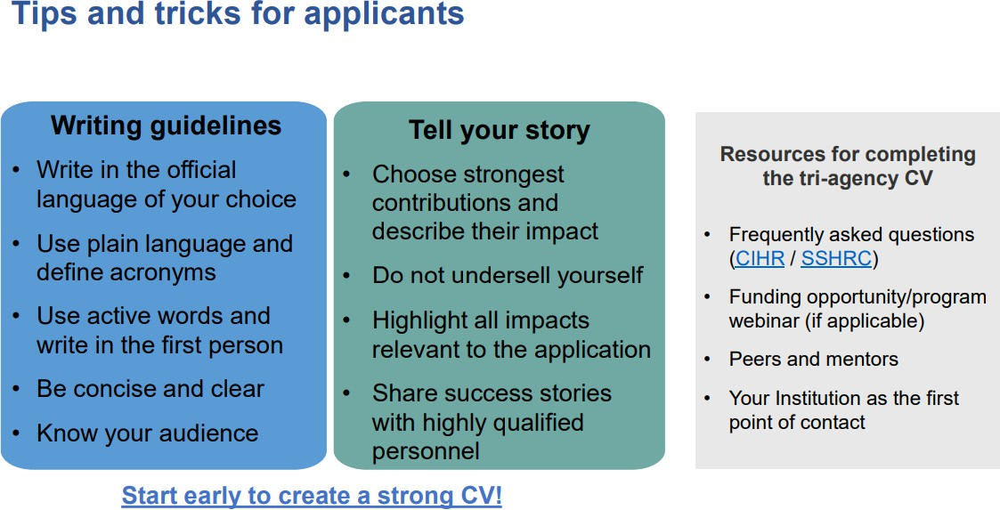 Tips and tricks for applicants
Writing guidelines
• Write in the official
language of your choice
• Use plain language and
define acronyms
• Use active words and
write in the first person
• Be concise and clear
• Know your audience
Tell your story
• Choose strongest
contributions and
describe their impact
• Do not undersell yourself
• Highlight all impacts
relevant to the application
• Share success stories
with highly qualified
personnel
Resources for completing
the tri-agency CV
• Frequently asked questions
(CIHR / SSHRC)
• Funding opportunity/program
webinar (if applicable)
• Peers and mentors
• Your Institution as the first
point of contact
Start early to create a strong CV!